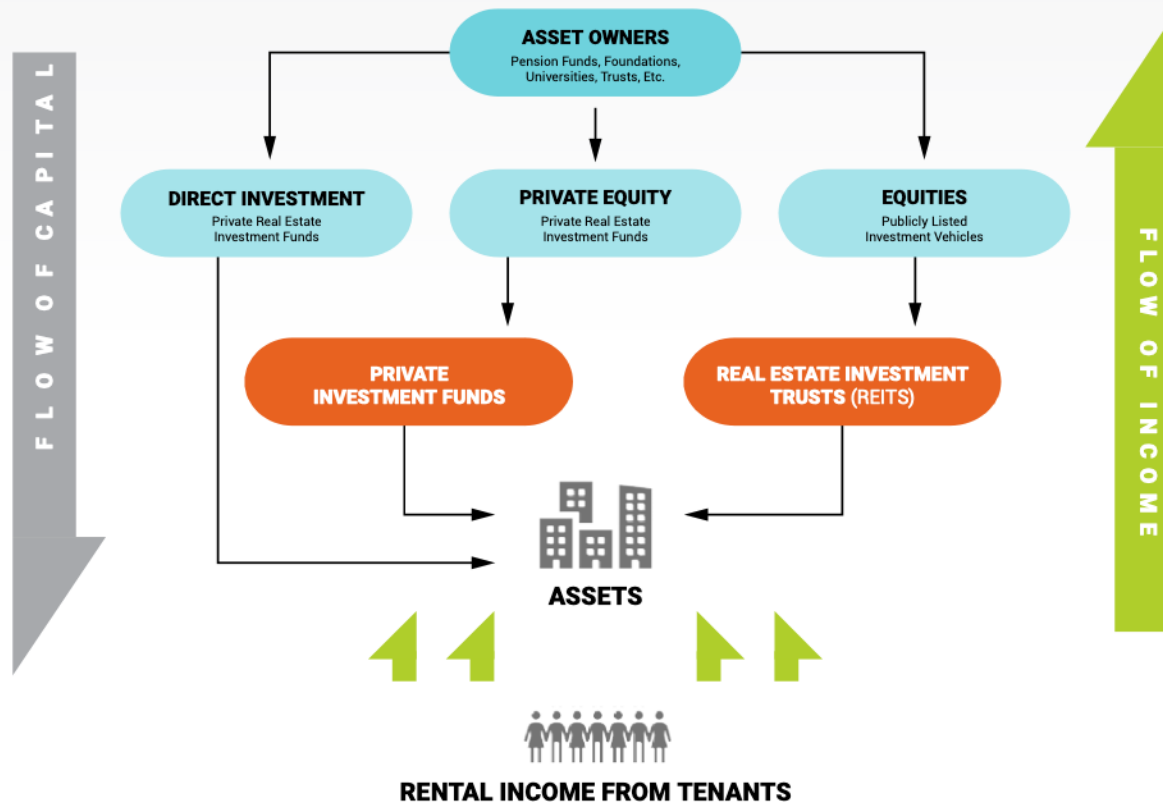 FLOW OF CAPITAL
ASSET OWNERS
Pension Funds, Foundations,
Universities, Trusts, Etc.
DIRECT INVESTMENT
Private Real Estate
Investment Funds
PRIVATE EQUITY
Private Real Estate
Investment Funds
EQUITIES
Publicly Listed
Investment Vehicles
FLOW OF INCOME
PRIVATE
INVESTMENT FUNDS
REAL ESTATE INVESTMENT
TRUSTS (REITS)
ASSETS
RENTAL INCOME FROM TENANTS